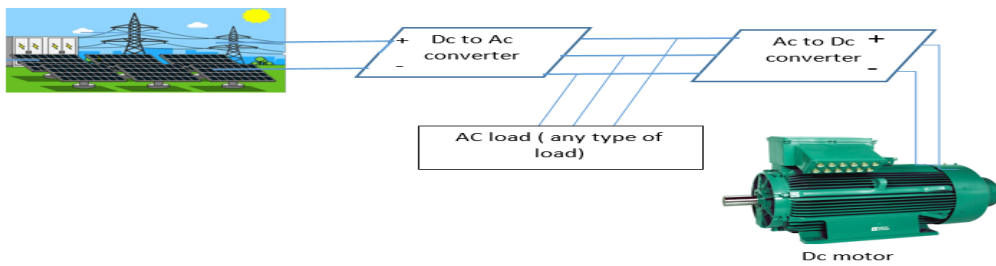 + Dc to Ac
- converter
Ac to Dc +
converter -
AC load ( any type of
load)
Dc motor